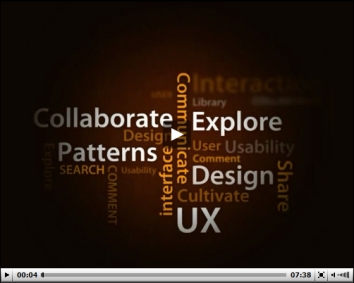 Interaction
USER
Library
Collaborate
Communicate
Explore
Design
Patterns
User Usability
Comment
Explore
SEARCH
COMMENT
Usability
interface
Design
Share
Cultivate
UX
00:04
07:38